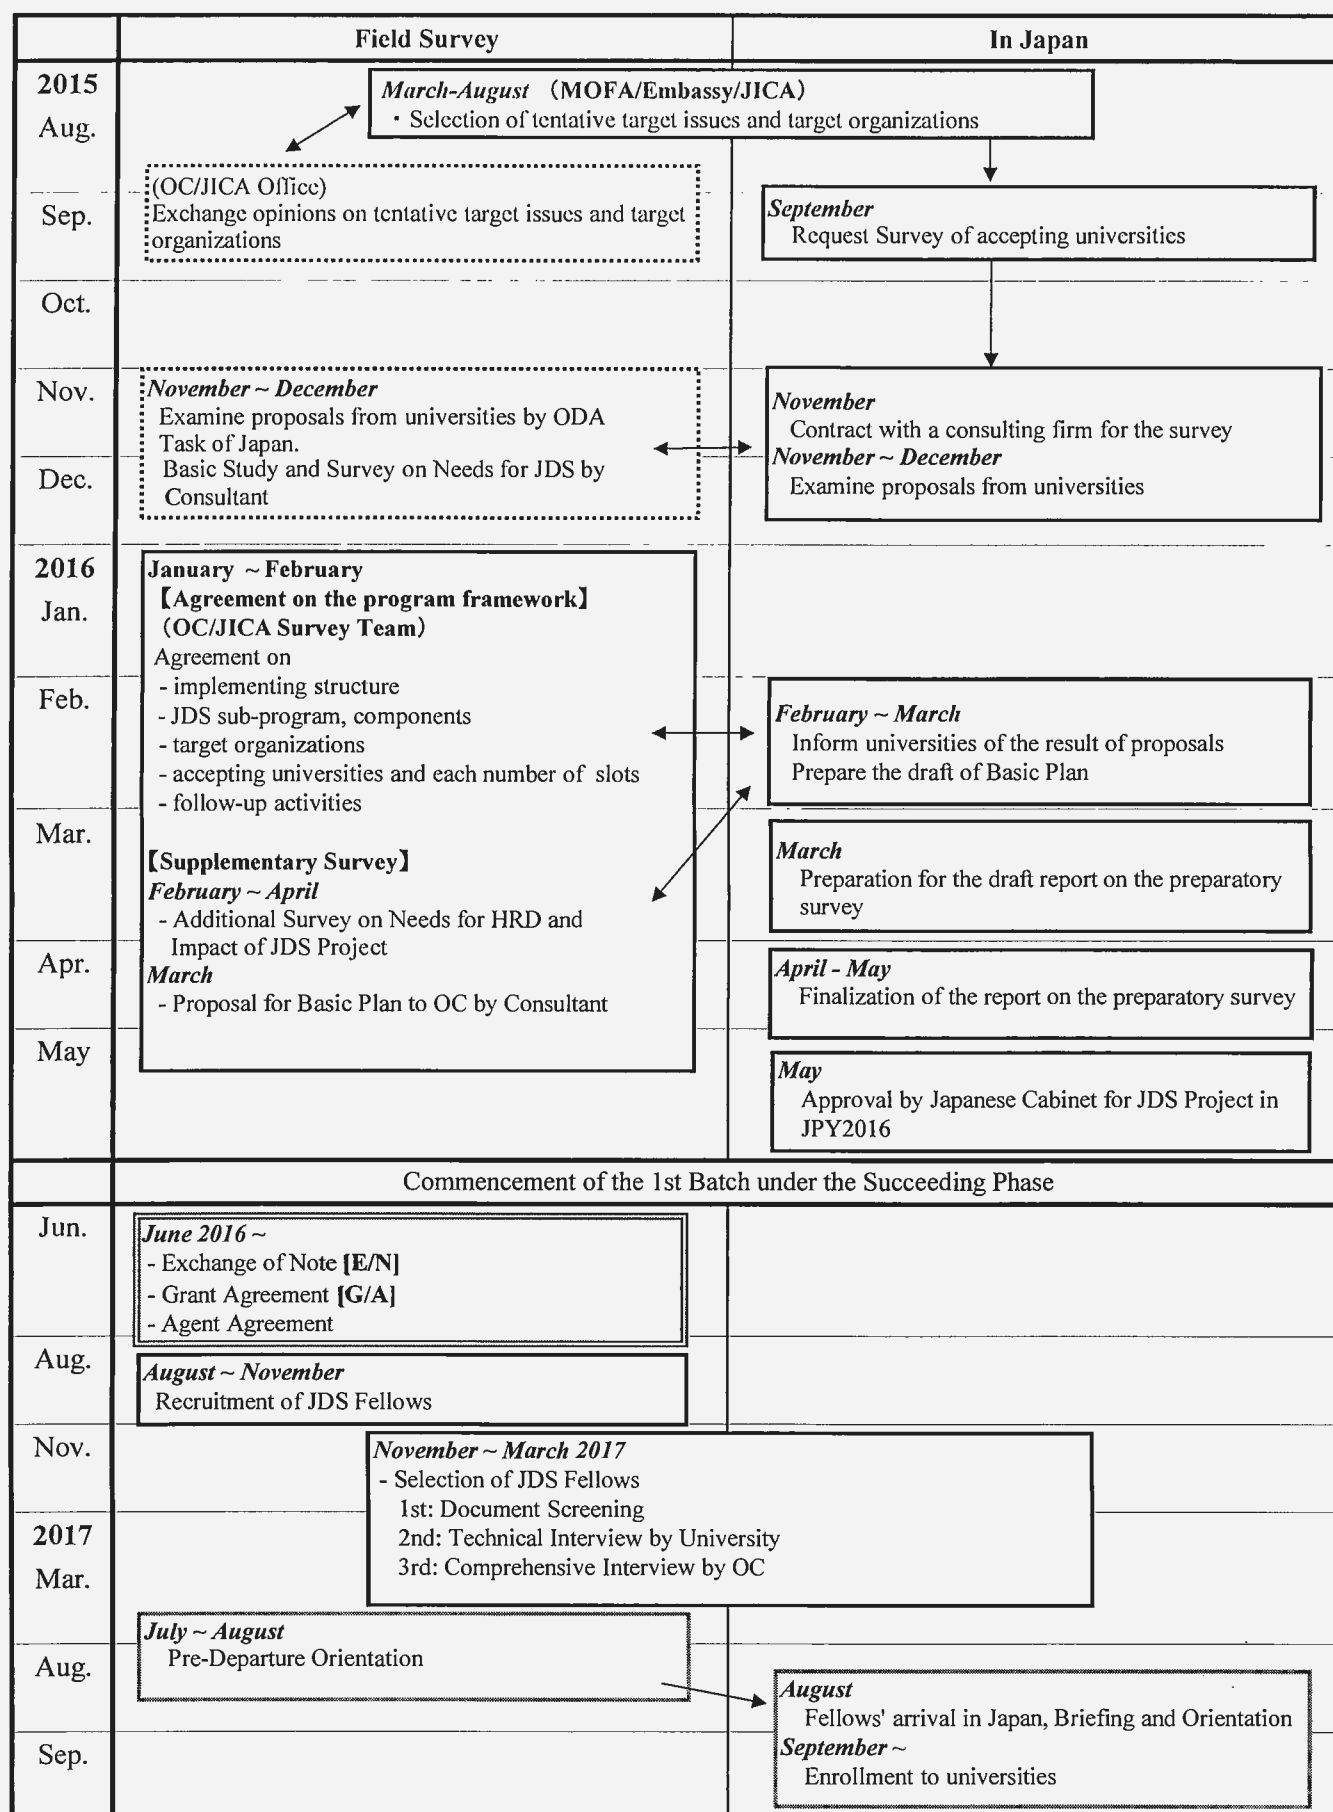 Field Survey
In Japan
2015
Aug.
March-August （MOFA/Embassy/JICA）
・Selection of tentative target issues and target organizations
(OC/JICA Office)
Exchange opinions on tentative target issues and target
organizations
Sep.
September
Request Survey of accepting universities
Oct.
Nov.
November ~ December
Examine proposals from universities by ODA
Task of Japan.
Basic Study and Survey on Needs for JDS by
Consultant
November
Contract with a consulting firm for the survey
November ~ December
Examine proposals from universities
Dec.
2016
Jan.
January ~ February
【Agreement on the program framework】
（OC/JICA Survey Team）
Agreement on
- implementing structure
- JDS sub-program, components
- target organizations
- accepting universities and each number of slots
- follow-up activities
【Supplementary Survey】
February ~ April
- Additional Survey on Needs for HRD and
Impact of JDS Project
March
- Proposal for Basic Plan to OC by Consultant
Feb.
February ~ March
Inform universities of the result of proposals
Prepare the draft of Basic Plan
Mar.
March
Preparation for the draft report on the preparatory
survey
Apr.
April - May
Finalization of the report on the preparatory survey
May
May
Approval by Japanese Cabinet for JDS Project in
JPY2016
Commencement of the 1st Batch under the Succeeding Phase
Jun.
June 2016 ~
- Exchange of Note [E/N]
- Grant Agreement [G/A]
- Agent Agreement
Aug.
August ~ November
Recruitment of JDS Fellows
Nov.
November ~ March 2017
- Selection of JDS Fellows
1st: Document Screening
2nd: Technical Interview by University
3rd: Comprehensive Interview by OC
2017
Mar.
July ~ August
Pre-Departure Orientation
Aug.
August
Fellows' arrival in Japan, Briefing and Orientation
September ~
Enrollment to universities
Sep.